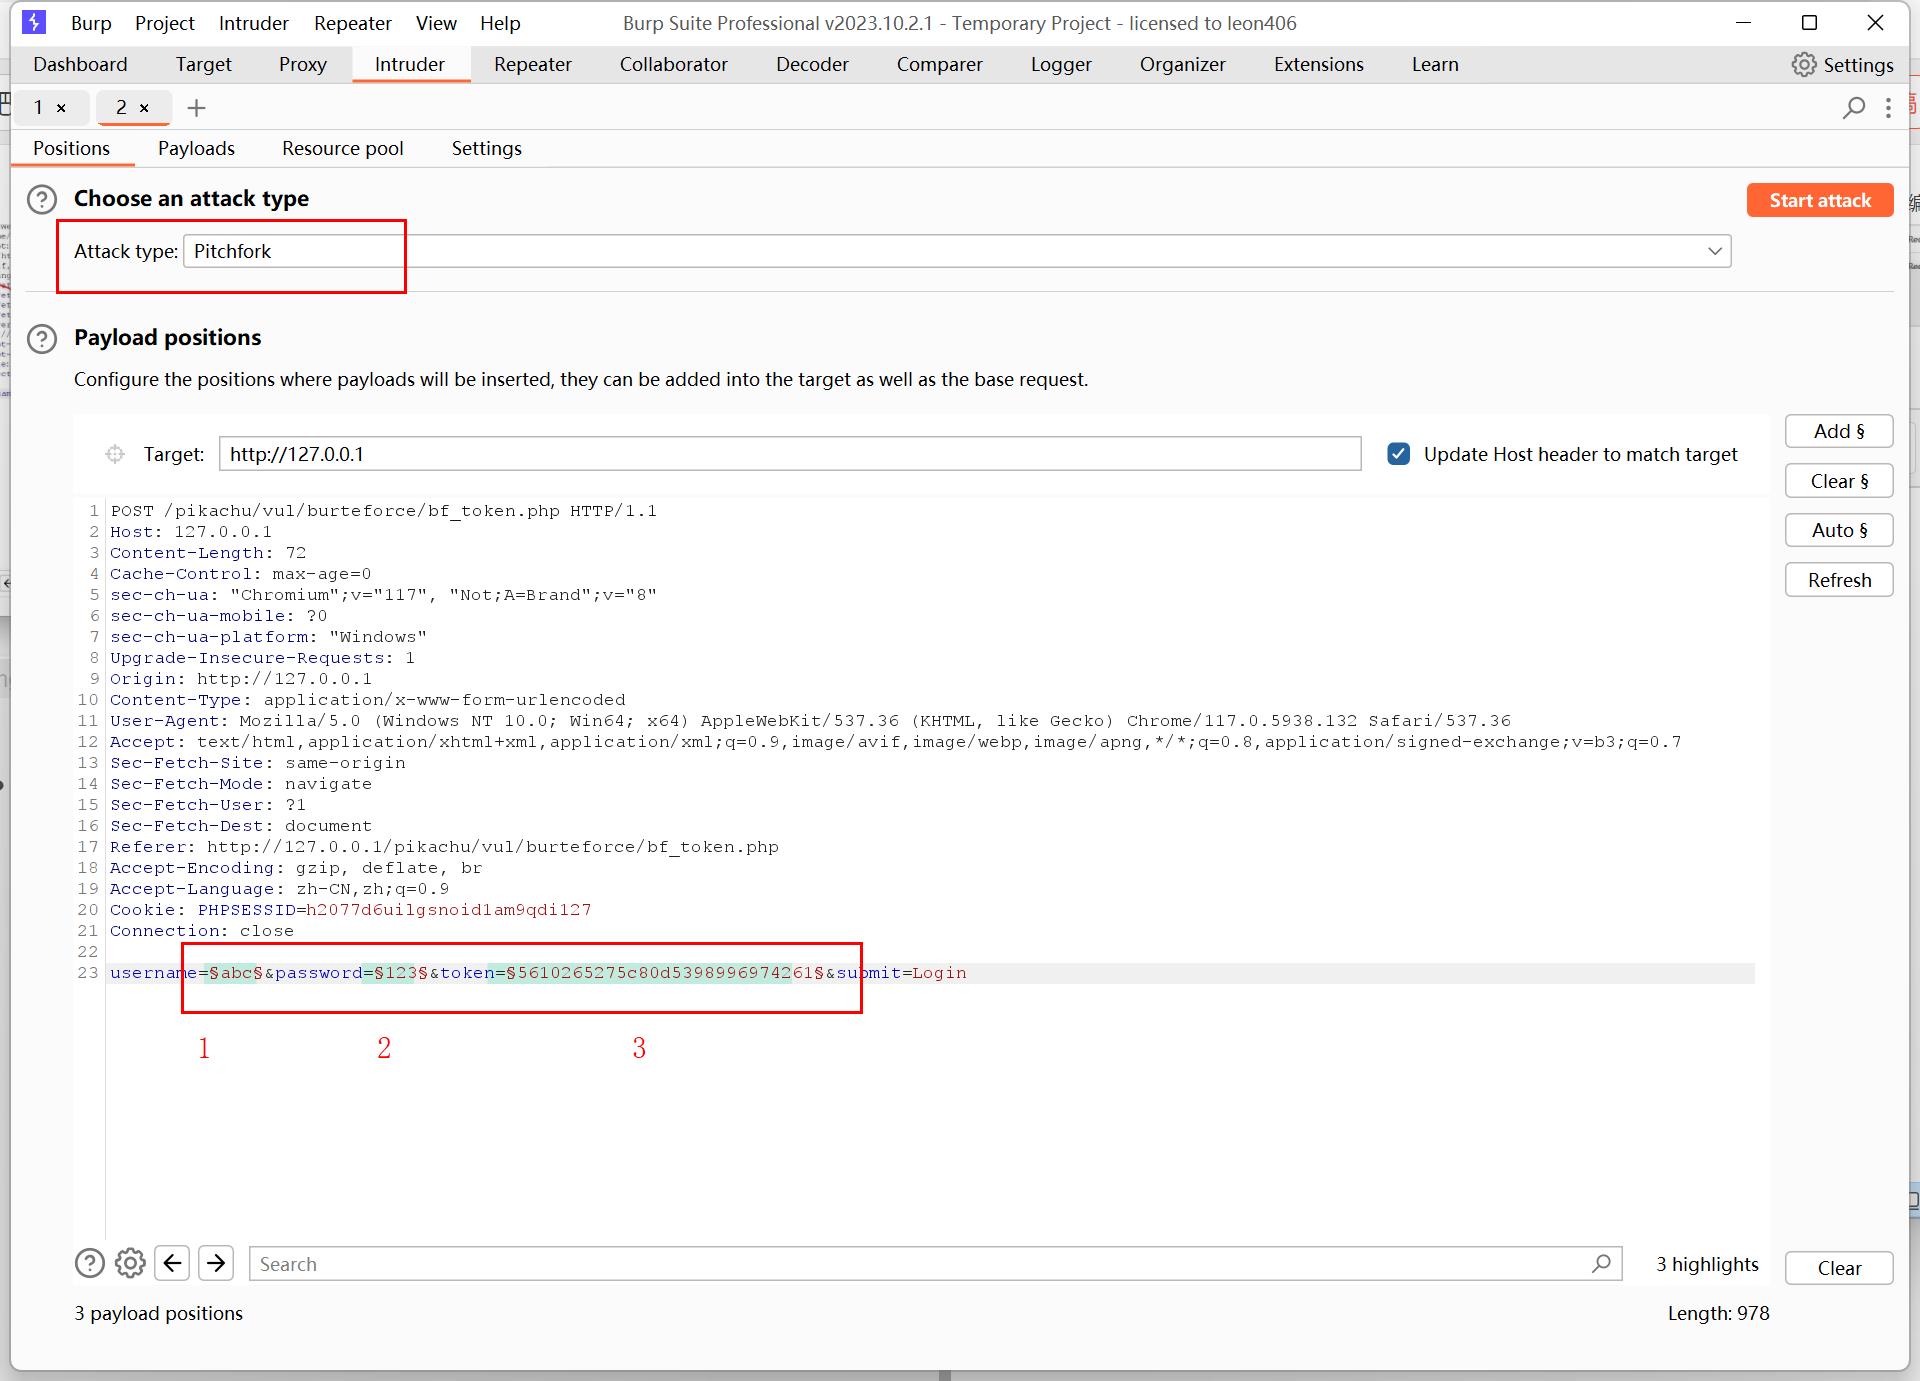 Burp Project Intruder Repeater View Help Burp Suite Professional v2023.10.2.1 - Temporary Project - licensed to leon406
Dashboard Target Proxy Intruder Repeater Collaborator Decoder Comparer Logger Organizer Extensions Learn Settings
1 × 2 × +
Positions Payloads Resource pool Settings
Choose an attack type
Start attack
Attack type: Pitchfork
Payload positions
Configure the positions where payloads will be inserted, they can be added into the target as well as the base request.
Target: http://127.0.0.1 Update Host header to match target
Add §
Clear §
Auto §
Refresh
1 POST /pikachu/vul/burteforce/bf_token.php HTTP/1.1
2 Host: 127.0.0.1
3 Content-Length: 72
4 Cache-Control: max-age=0
5 sec-ch-ua: "Chromium";v="117", "Not;A=Brand";v="8"
6 sec-ch-ua-mobile: ?0
7 sec-ch-ua-platform: "Windows"
8 Upgrade-Insecure-Requests: 1
9 Origin: http://127.0.0.1
10 Content-Type: application/x-www-form-urlencoded
11 User-Agent: Mozilla/5.0 (Windows NT 10.0; Win64; x64) AppleWebKit/537.36 (KHTML, like Gecko) Chrome/117.0.5938.132 Safari/537.36
12 Accept: text/html,application/xhtml+xml,application/xml;q=0.9,image/avif,image/webp,image/apng,*/*;q=0.8,application/signed-exchange;v=b3;q=0.7
13 Sec-Fetch-Site: same-origin
14 Sec-Fetch-Mode: navigate
15 Sec-Fetch-User: ?1
16 Sec-Fetch-Dest: document
17 Referer: http://127.0.0.1/pikachu/vul/burteforce/bf_token.php
18 Accept-Encoding: gzip, deflate, br
19 Accept-Language: zh-CN,zh;q=0.9
20 Cookie: PHPSESSID=h2077d6ui1gsnoid1am9qdi127
21 Connection: close
22
23 username=§abc§&password=§123§&token=§5610265275c80d5398996974261§&submit=Login
1 2 3
Search 3 highlights Clear
3 payload positions Length: 978